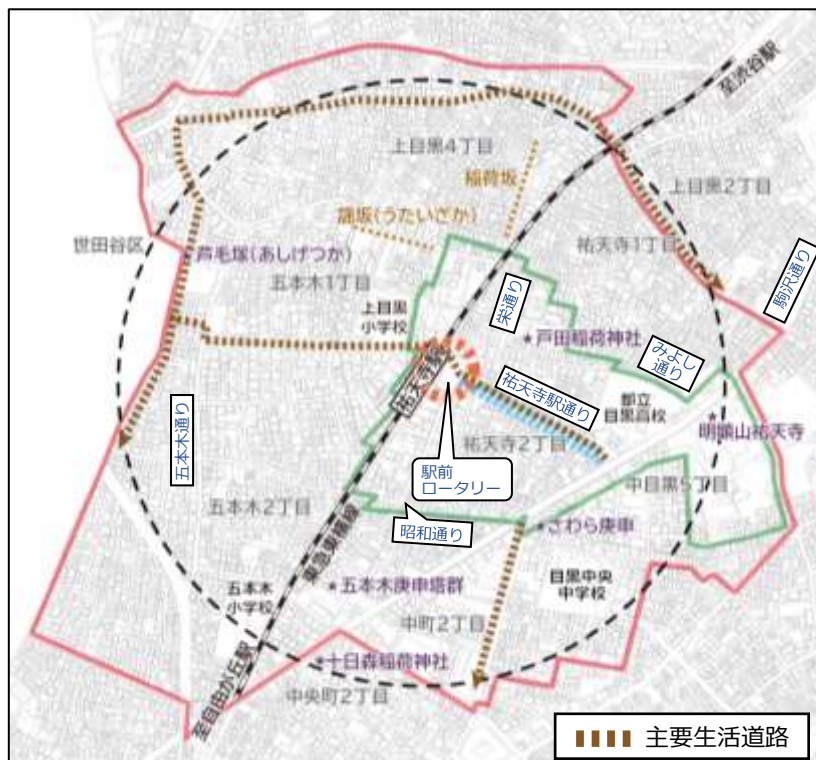 至渋谷駅
上目黒4丁目
稲荷坂
上目黒2丁目
謡坂(うたいざか)
世田谷区
芦毛塚(あしげつか)
祐天寺1丁目
駒沢通り
五本木1丁目
上目黒
小学校
栄通り
★戸田稲荷神社
みよし
通り
祐天寺駅
祐天寺駅通り
都立
目黒高校
明顕山祐天寺
五本木通り
祐天寺2丁目
駅前
ロータリー
中目黒5丁目
五本木2丁目
昭和通り
★さわら庚申
東急東横線
五本木
小学校
★五本木庚申塔群
目黒中央
中学校
中町2丁目
★十日森稲荷神社
至自由が丘駅
中央町2丁目
主要生活道路